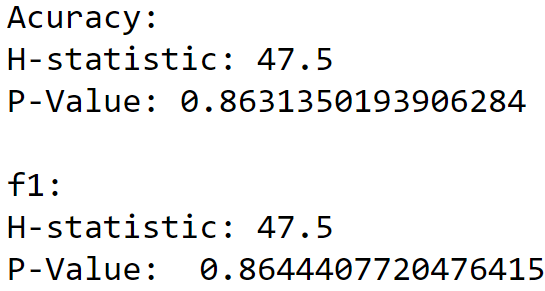 Acuracy:
H-statistic: 47.5
P-Value: 0.8631350193906284
f1:
H-statistic: 47.5
P-Value:  0.8644407720476415